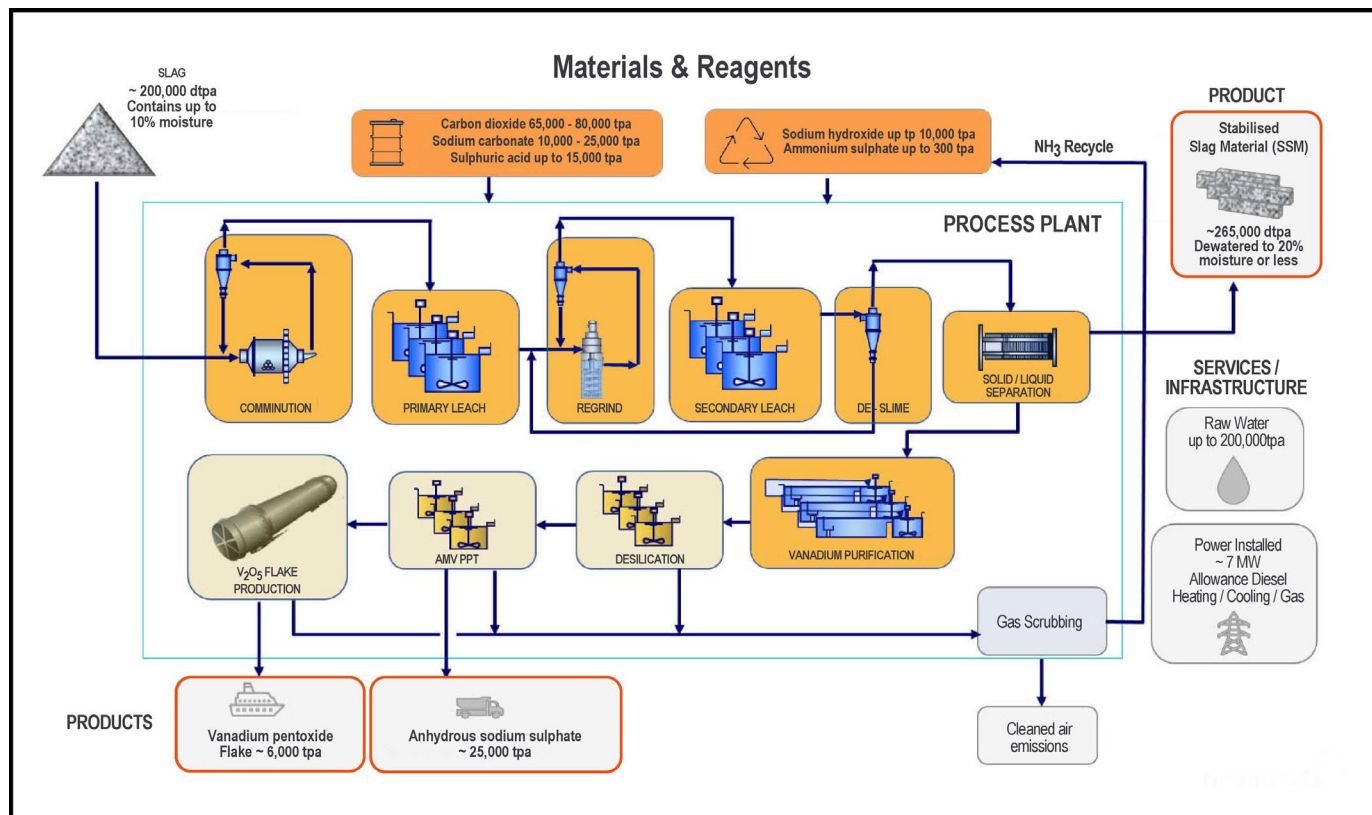 Materials & Reagents
SLAG
~ 200,000 dtpa
Contains up to
10% moisture
Carbon dioxide 65,000 - 80,000 tpa
Sodium carbonate 10,000 - 25,000 tpa
Sulphuric acid up to 15,000 tpa
Sodium hydroxide up tp 10,000 tpa
Ammonium sulphate up to 300 tpa
NH3 Recycle
PRODUCT
Stabilised
Slag Material (SSM)
~265,000 dtpa
Dewatered to 20%
moisture or less
PROCESS PLANT
COMMINUTION
PRIMARY LEACH
REGRIND
SECONDARY LEACH
DE- SLIME
SOLID / LIQUID
SEPARATION
SERVICES /
INFRASTRUCTURE
Raw Water
up to 200,000tpa
Power Installed
~ 7 MW
Allowance Diesel
Heating / Cooling / Gas
V2O5 FLAKE
PRODUCTION
AMV PPT
DESILICATION
VANADIUM PURIFICATION
Gas Scrubbing
PRODUCTS
Vanadium pentoxide
Flake ~ 6,000 tpa
Anhydrous sodium sulphate
~ 25,000 tpa
Cleaned air
emissions